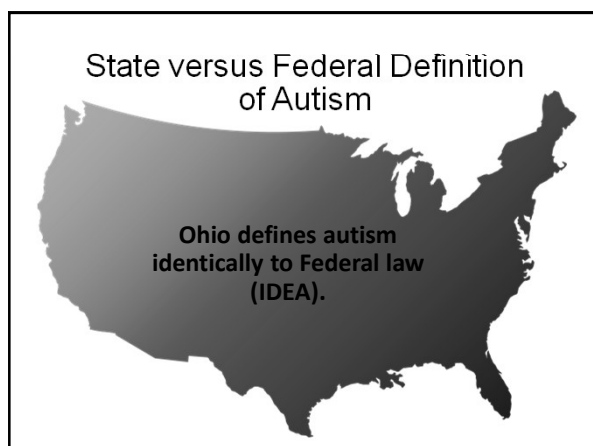 State versus Federal Definition
of Autism
Ohio defines autism
identically to Federal law
(IDEA).